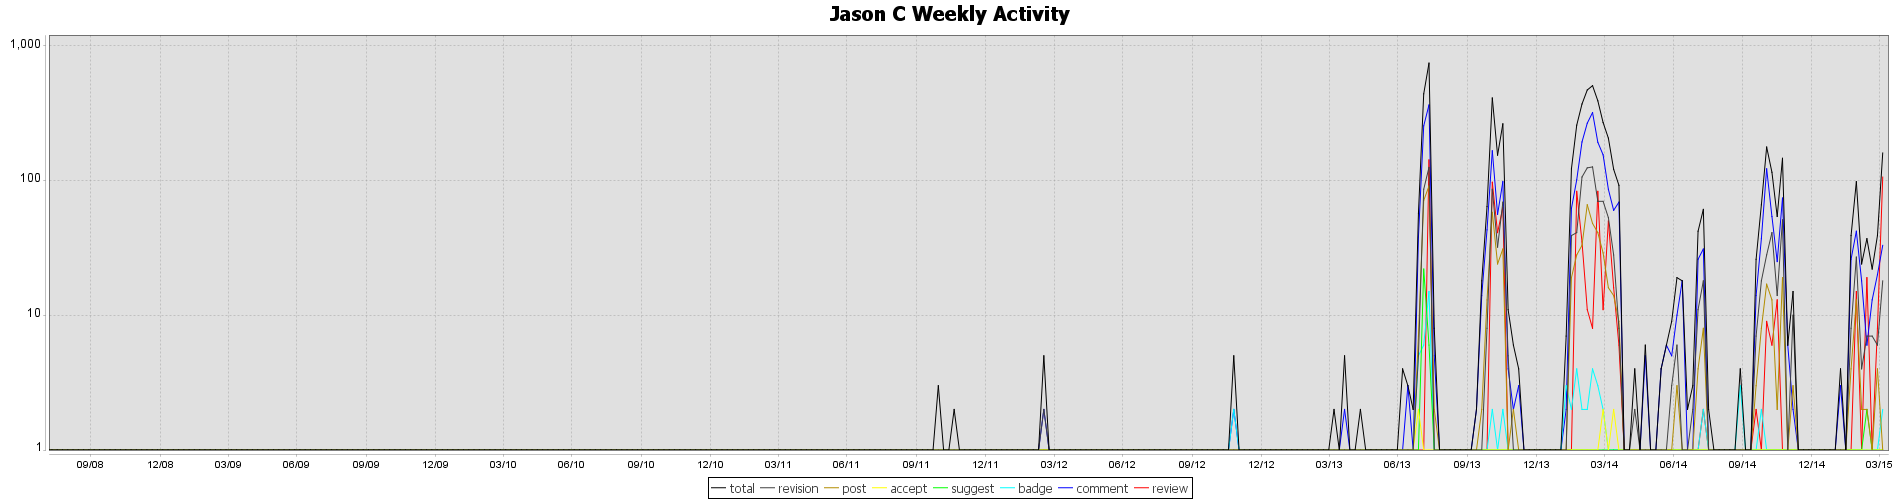 Jason C Weekly Activity
1,000
100
10
1
09/08 12/08 03/09 06/09 09/09 12/09 03/10 06/10 09/10 12/10 03/11 06/11 09/11 12/11 03/12 06/12 09/12 12/12 03/13 06/13 09/13 12/13 03/14 06/14 09/14 12/14 03/15
total revision post accept suggest badge comment review